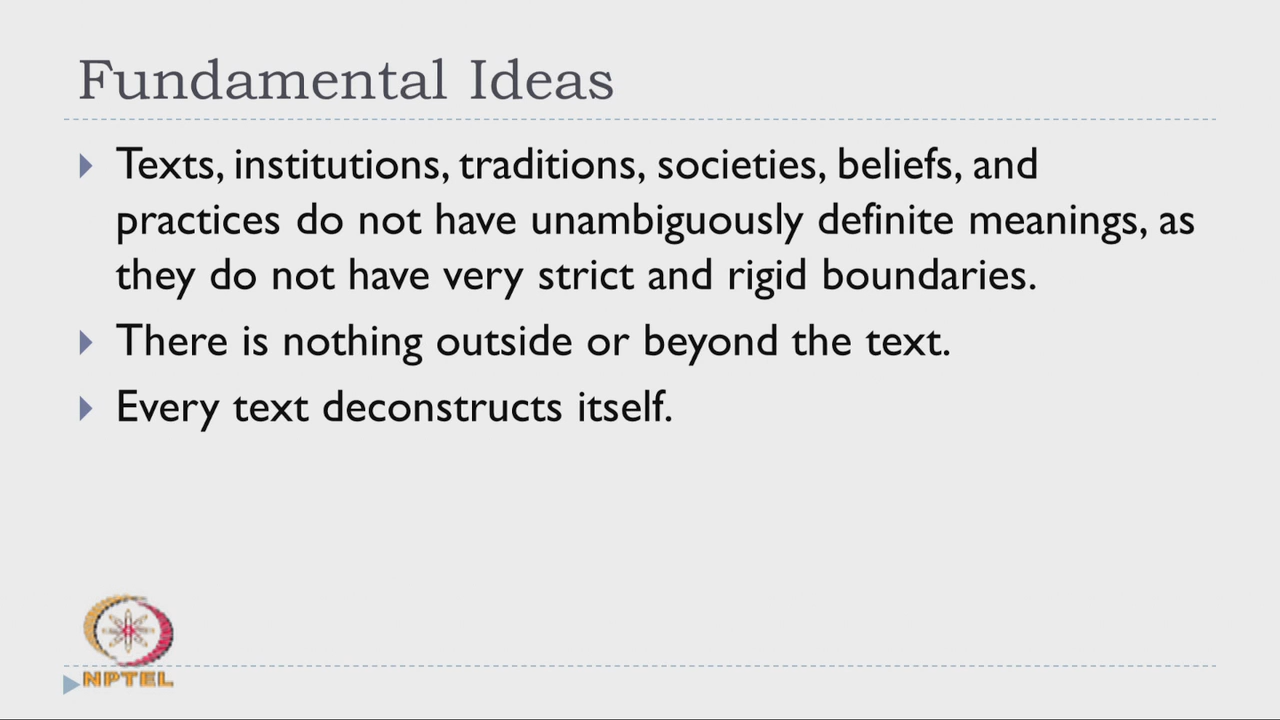 Fundamental Ideas
Texts, institutions, traditions, societies, beliefs, and
practices do not have unambiguously definite meanings, as
they do not have very strict and rigid boundaries.
There is nothing outside or beyond the text.
Every text deconstructs itself.
NPTEL